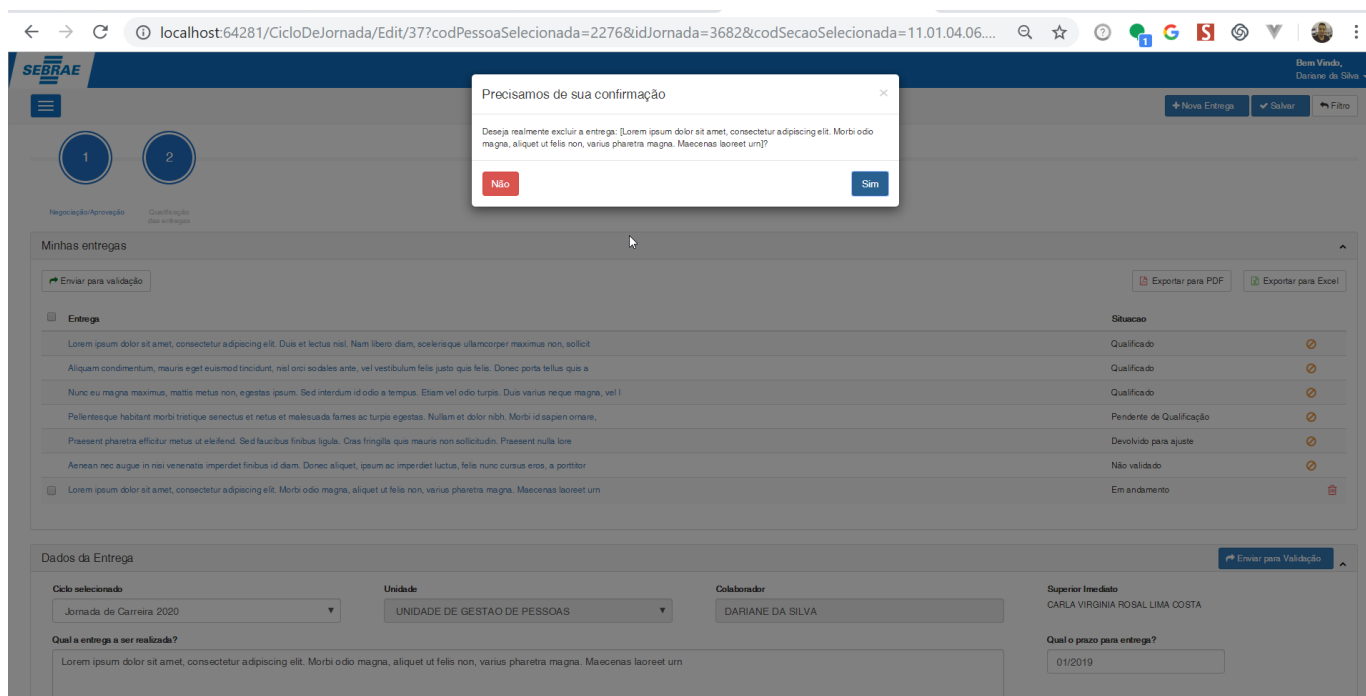 localhost:64281/CicloDeJornada/Edit/37?codPessoaSelecionada=2276&idJornada=3682&codSecaoSelecionada=11.01.04.06....
1
SEBRAE
Bem Vindo,
Dariane da Silva
Precisamos de sua confirmação
×
Nova Entrega
Salvar
Filtro
Deseja realmente excluir a entrega: [Lorem ipsum dolor sit amet, consectetur adipiscing elit. Morbi odio
magna, aliquet ut felis non, varius pharetra magna. Maecenas laoreet urn]?
Não
Sim
1
2
Negociação/Aprovação
Qualificação
das entregas
Minhas entregas
Enviar para validação
Exportar para PDF
Exportar para Excel
Entrega
Situacao
Lorem ipsum dolor sit amet, consectetur adipiscing elit. Duis et lectus nisl. Nam libero diam, scelerisque ullamcorper maximus non, sollicit
Qualificado
Aliquam condimentum, mauris eget euismod tincidunt, nisl orci sodales ante, vel vestibulum felis justo quis felis. Donec porta tellus quis a
Qualificado
Nunc eu magna maximus, mattis metus non, egestas ipsum. Sed interdum id odio a tempus. Etiam vel odio turpis. Duis varius neque magna, vel l
Qualificado
Pellentesque habitant morbi tristique senectus et netus et malesuada fames ac turpis egestas. Nullam et dolor nibh. Morbi id sapien ornare,
Pendente de Qualificação
Praesent pharetra efficitur metus ut eleifend. Sed faucibus finibus ligula. Cras fringilla quis mauris non sollicitudin. Praesent nulla lore
Devolvido para ajuste
Aenean nec augue in nisi venenatis imperdiet finibus id diam. Donec aliquet, ipsum ac imperdiet luctus, felis nunc cursus eros, a porttitor
Não validado
Lorem ipsum dolor sit amet, consectetur adipiscing elit. Morbi odio magna, aliquet ut felis non, varius pharetra magna. Maecenas laoreet urn
Em andamento
Dados da Entrega
Enviar para Validação
Ciclo selecionado
Unidade
Colaborador
Superior Imediato
Jornada de Carreira 2020
UNIDADE DE GESTAO DE PESSOAS
DARIANE DA SILVA
CARLA VIRGINIA ROSAL LIMA COSTA
Qual a entrega a ser realizada?
Qual o prazo para entrega?
Lorem ipsum dolor sit amet, consectetur adipiscing elit. Morbi odio magna, aliquet ut felis non, varius pharetra magna. Maecenas laoreet urn
01/2019